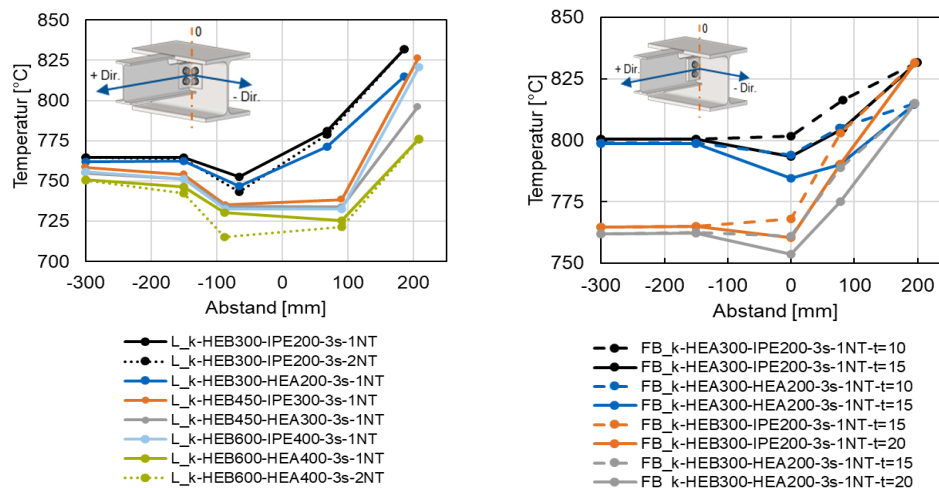 850
825
800
775
750
725
700
Temperatur [°C]
0
+ Dir.
- Dir.
-300
-200
-100
0
100
200
Abstand [mm]
L_k-HEB300-IPE200-3s-1NT
L_k-HEB300-IPE200-3s-2NT
L_k-HEB300-HEA200-3s-1NT
L_k-HEB450-IPE300-3s-1NT
L_k-HEB450-HEA300-3s-1NT
L_k-HEB600-IPE400-3s-1NT
L_k-HEB600-HEA400-3s-1NT
L_k-HEB600-HEA400-3s-2NT
850
825
800
775
750
Temperatur [°C]
0
+ Dir.
- Dir.
-300
-200
-100
0
100
200
Abstand [mm]
FB_k-HEA300-IPE200-3s-1NT-t=10
FB_k-HEA300-IPE200-3s-1NT-t=15
FB_k-HEA300-HEA200-3s-1NT-t=10
FB_k-HEA300-HEA200-3s-1NT-t=15
FB_k-HEB300-IPE200-3s-1NT-t=15
FB_k-HEB300-IPE200-3s-1NT-t=20
FB_k-HEB300-HEA200-3s-1NT-t=15
FB_k-HEB300-HEA200-3s-1NT-t=20